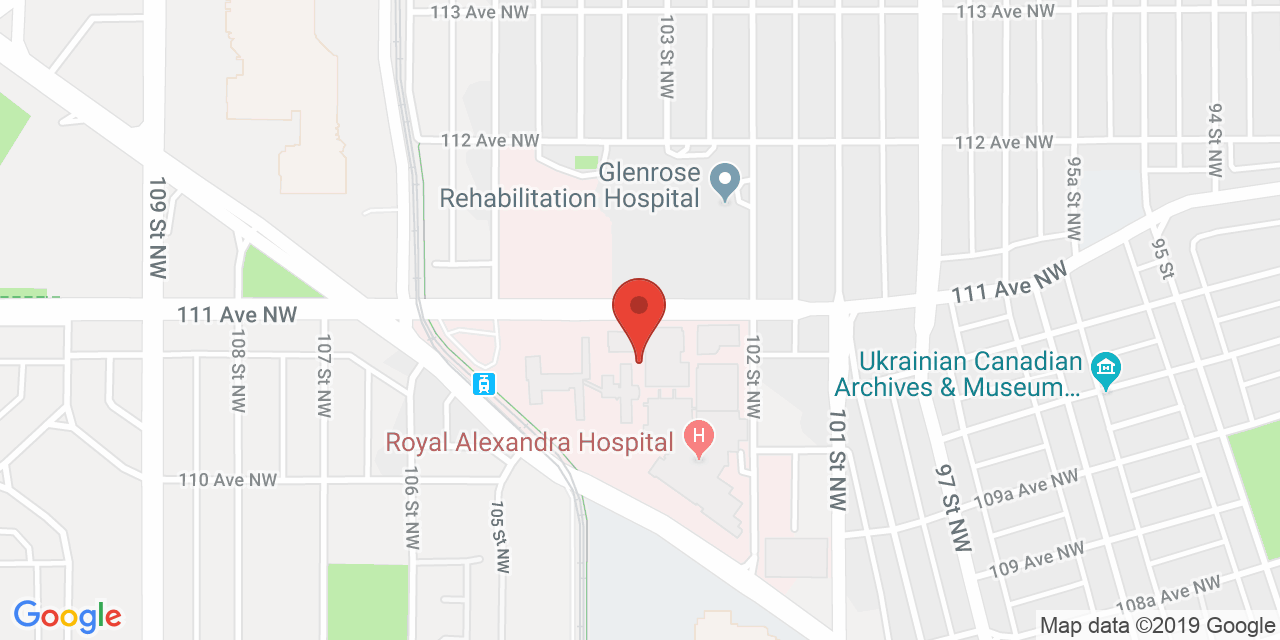 113 Ave NW
113 Ave NW
103 St NW
112 Ave NW
112 Ave NW
94 St NW
95a St NW
Glenrose
Rehabilitation Hospital
109 St NW
95 St
111 Ave NW
111 Ave NW
108 St NW
107 St NW
102 St NW
Ukrainian Canadian
Archives & Museum...
Royal Alexandra Hospital
H
101 St NW
110 Ave NW
106 St NW
105 St NW
97 St NW
109a Ave NW
109 Ave NW
108a Ave NW
Google
Map data ©2019 Google